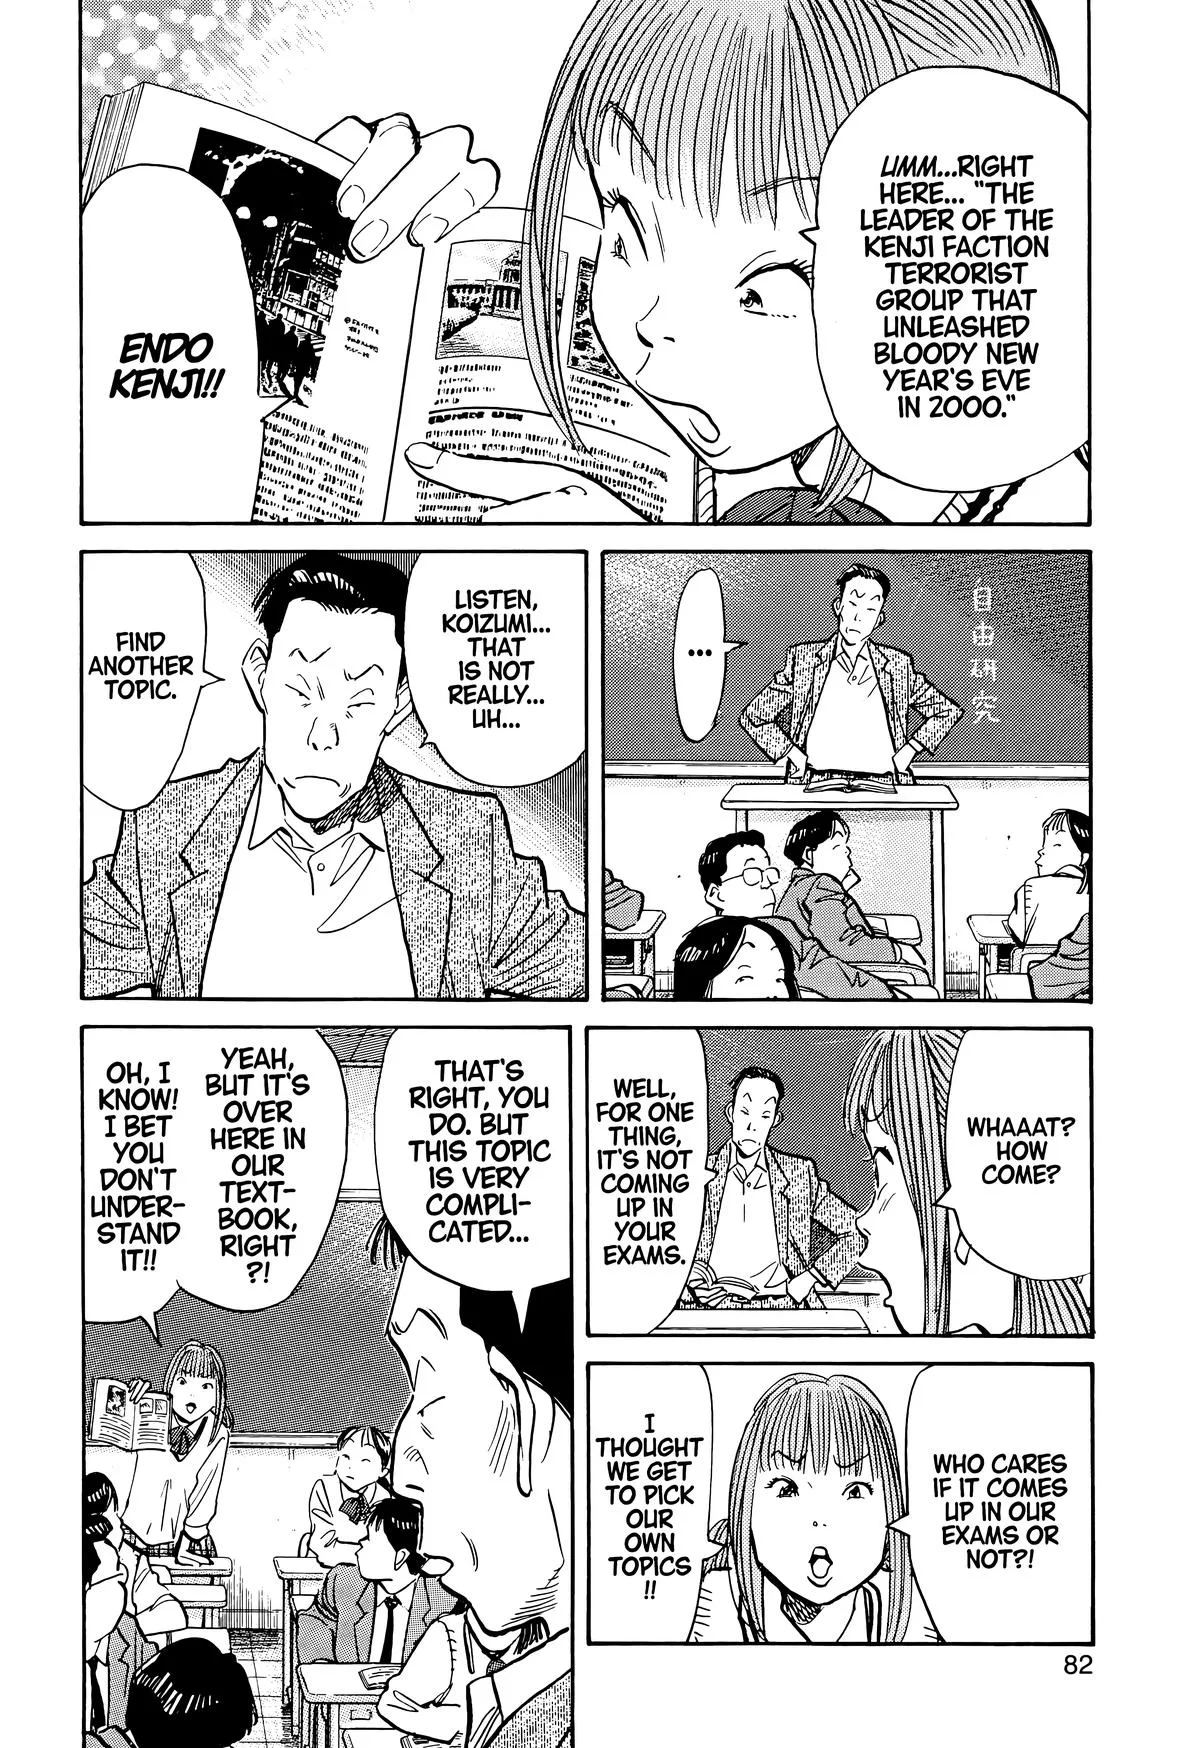 UMM...RIGHT
HERE... "THE
LEADER OF THE
KENJI FACTION
TERRORIST
GROUP THAT
UNLEASHED
BLOODY NEW
YEAR'S EVE
IN 2000."
ENDO
KENJI!!
自由研究
...
LISTEN,
KOIZUMI...
THAT
IS NOT
REALLY...
UH...
FIND
ANOTHER
TOPIC.
WHAAAT?
HOW
COME?
WELL,
FOR ONE
THING,
IT'S NOT
COMING
UP IN
YOUR
EXAMS.
WHO CARES
IF IT COMES
UP IN OUR
EXAMS OR
NOT?!
I
THOUGHT
WE GET
TO PICK
OUR
OWN
TOPICS
!!
THAT'S
RIGHT, YOU
DO. BUT
THIS TOPIC
IS VERY
COMPLI-
CATED...
YEAH,
BUT IT'S
OVER
HERE IN
OUR
TEXT-
BOOK,
RIGHT
?!
OH, I
KNOW!
I BET
YOU
DON'T
UNDER-
STAND
IT!!
82